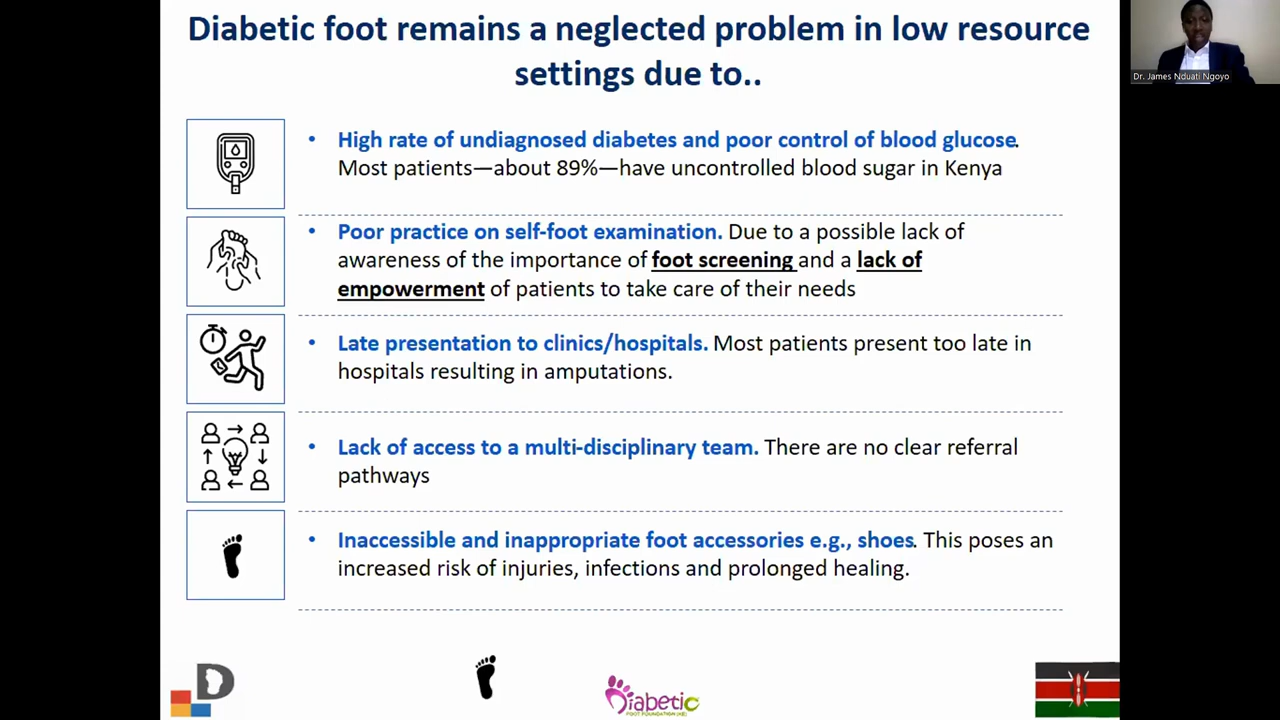 Diabetic foot remains a neglected problem in low resource
settings due to..
Dr. James Nduati Ngoyo
• High rate of undiagnosed diabetes and poor control of blood glucose.
Most patients—about 89%—have uncontrolled blood sugar in Kenya
• Poor practice on self-foot examination. Due to a possible lack of
awareness of the importance of foot screening and a lack of
empowerment of patients to take care of their needs
• Late presentation to clinics/hospitals. Most patients present too late in
hospitals resulting in amputations.
• Lack of access to a multi-disciplinary team. There are no clear referral
pathways
• Inaccessible and inappropriate foot accessories e.g., shoes. This poses an
increased risk of injuries, infections and prolonged healing.
D
Diabetic